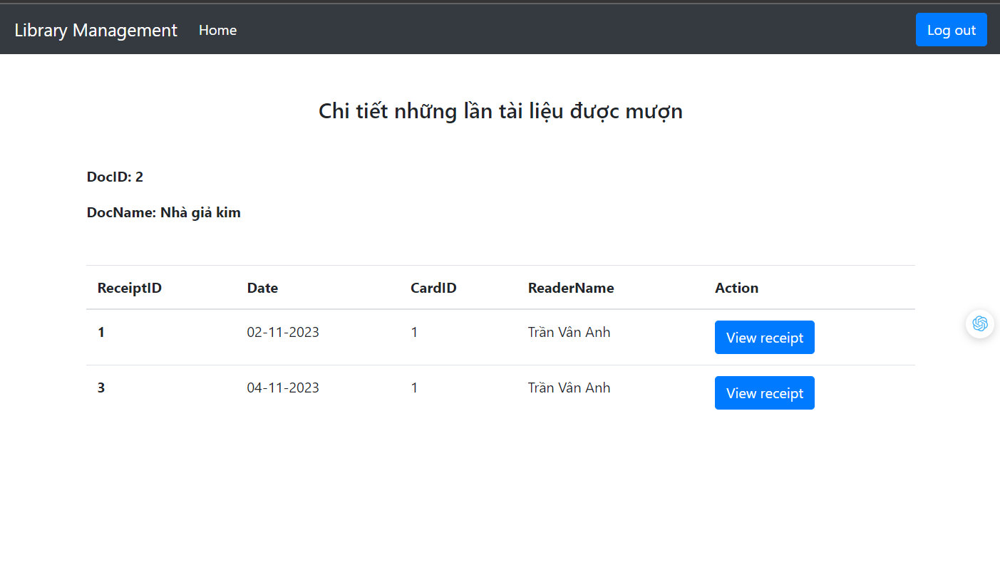 Library Management Home Log out
Chi tiết những lần tài liệu được mượn
DocID: 2
DocName: Nhà giả kim
ReceiptID Date CardID ReaderName Action
1 02-11-2023 1 Trần Vân Anh View receipt
3 04-11-2023 1 Trần Vân Anh View receipt